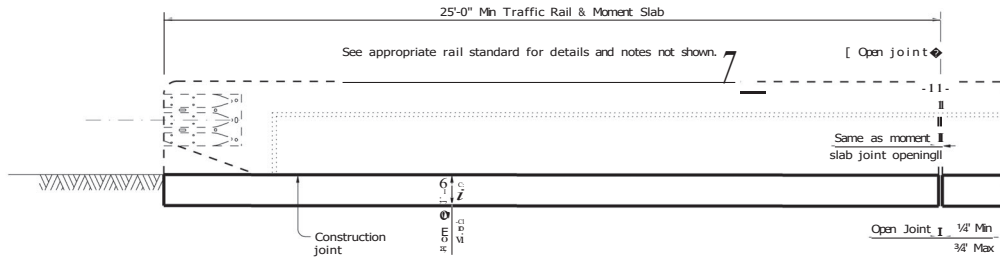 25'-0" Min Traffic Rail & Moment Slab
See appropriate rail standard for details and notes not shown.
[ Open joint
Same as moment
slab joint opening
Construction
joint
Open Joint ¼" Min
¾" Max